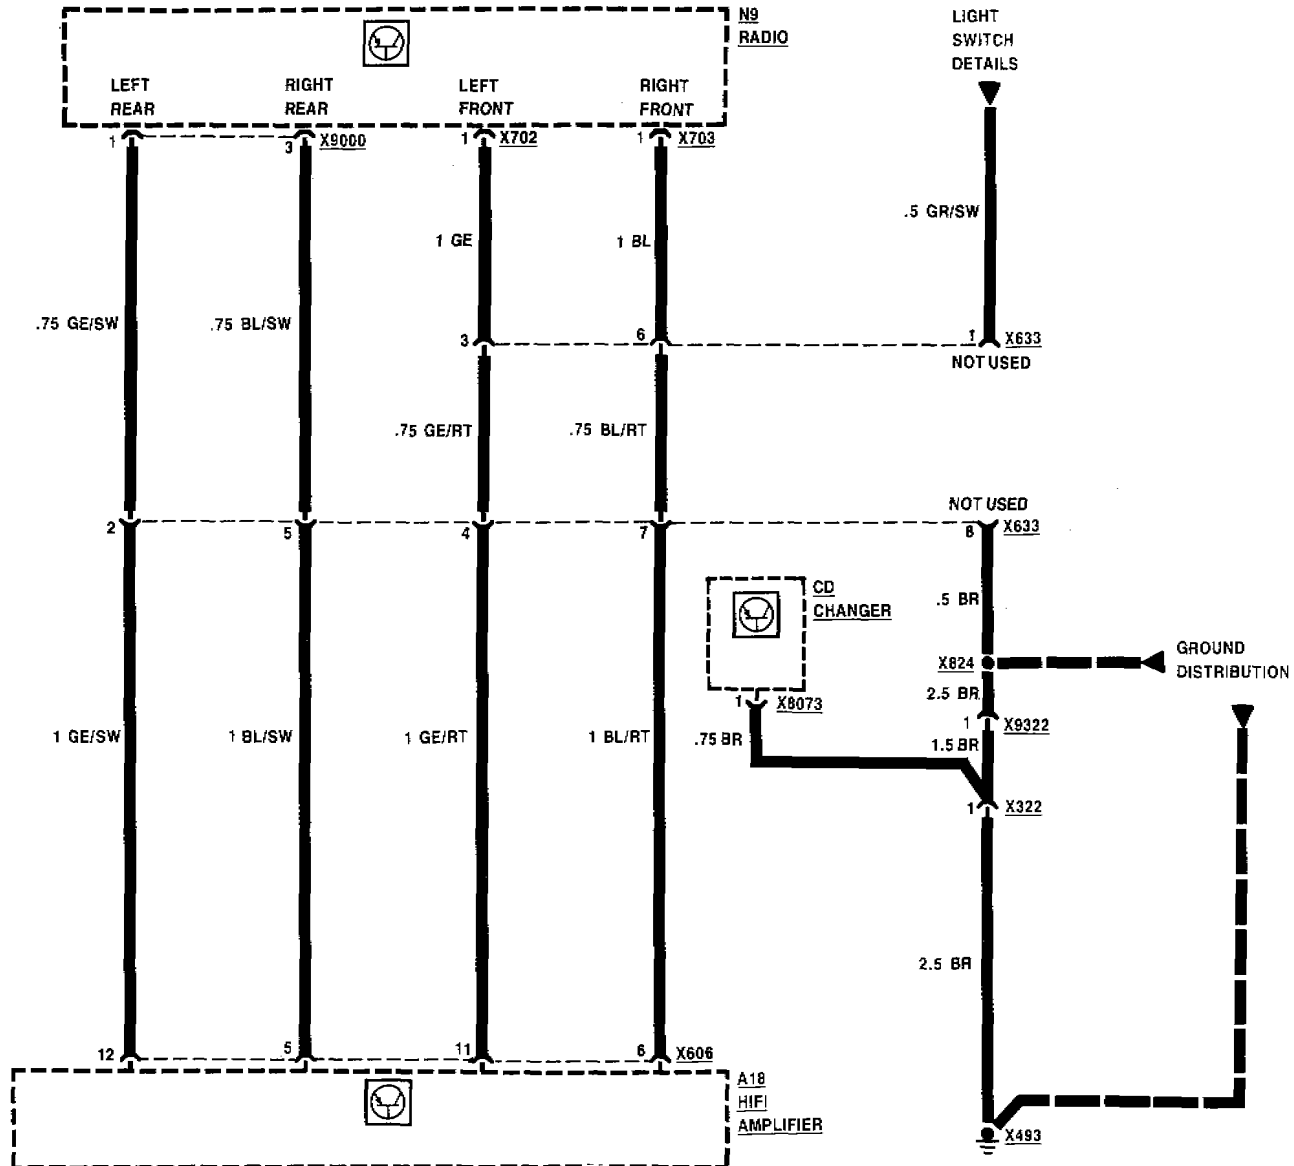 N9
RADIO
LIGHT
SWITCH
DETAILS
LEFT
REAR
RIGHT
REAR
LEFT
FRONT
RIGHT
FRONT
1
3
X9000
1
X702
1
X703
.5 GR/SW
1 GE
1 BL
.75 GE/SW
.75 BL/SW
3
6
1
X633
NOT USED
.75 GE/RT
.75 BL/RT
NOT USED
2
5
4
7
8
X633
CD
CHANGER
.5 BR
X824
GROUND
DISTRIBUTION
2.5 BR
1
X8073
1
X9322
1 GE/SW
1 BL/SW
1 GE/RT
1 BL/RT
.75 BR
1.5 BR
1
X322
2.5 BR
12
5
11
6
X606
A18
HIFI
AMPLIFIER
X493